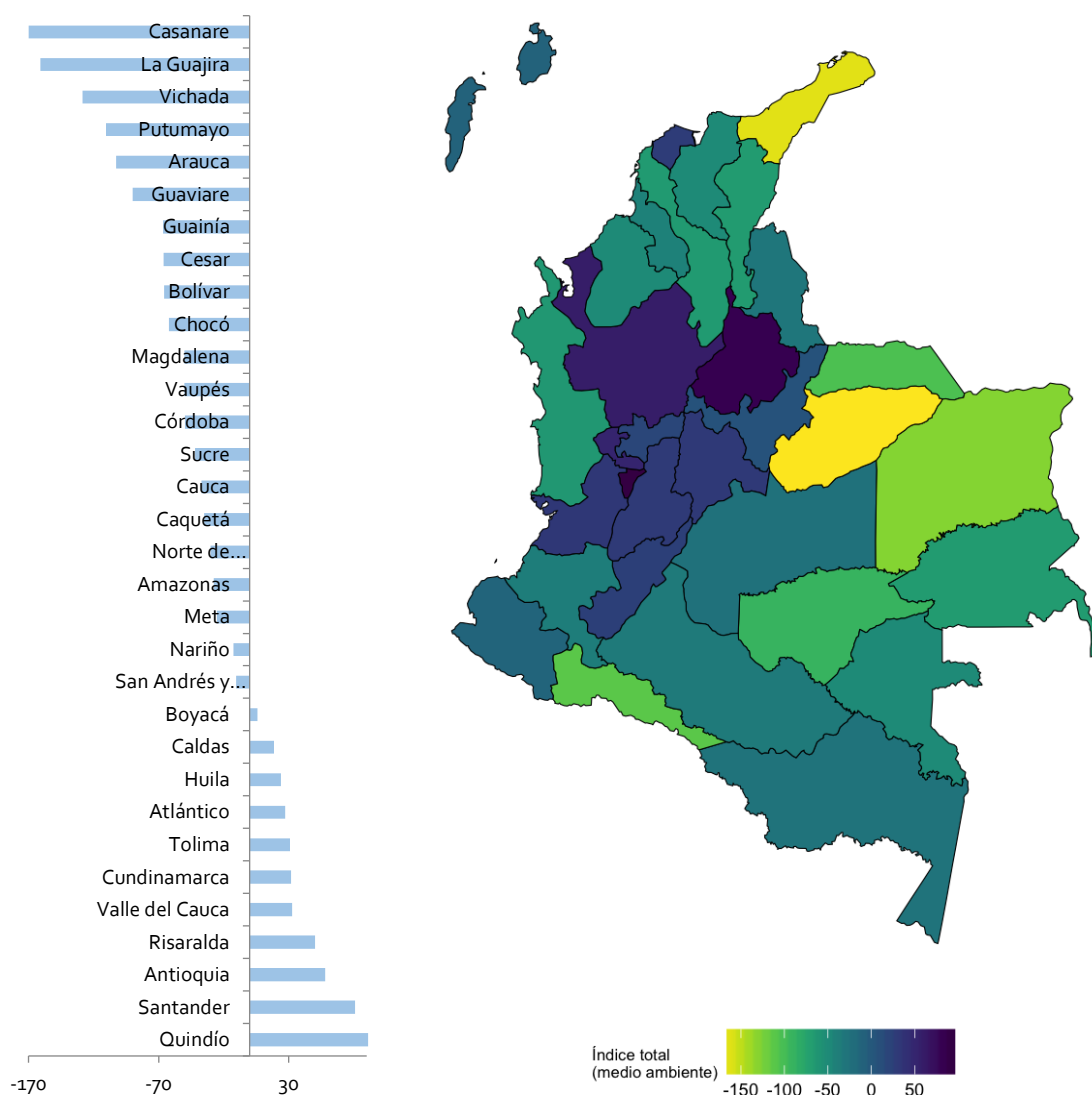 Casanare
La Guajira
Vichada
Putumayo
Arauca
Guaviare
Guainía
Cesar
Bolívar
Chocó
Magdalena
Vaupés
Córdoba
Sucre
Cauca
Caquetá
Norte de...
Amazonas
Meta
Nariño
San Andrés y...
Boyacá
Caldas
Huila
Atlántico
Tolima
Cundinamarca
Valle del Cauca
Risaralda
Antioquia
Santander
Quindío
-170 -70 30
Índice total
(medio ambiente)
-150 -100 -50 0 50